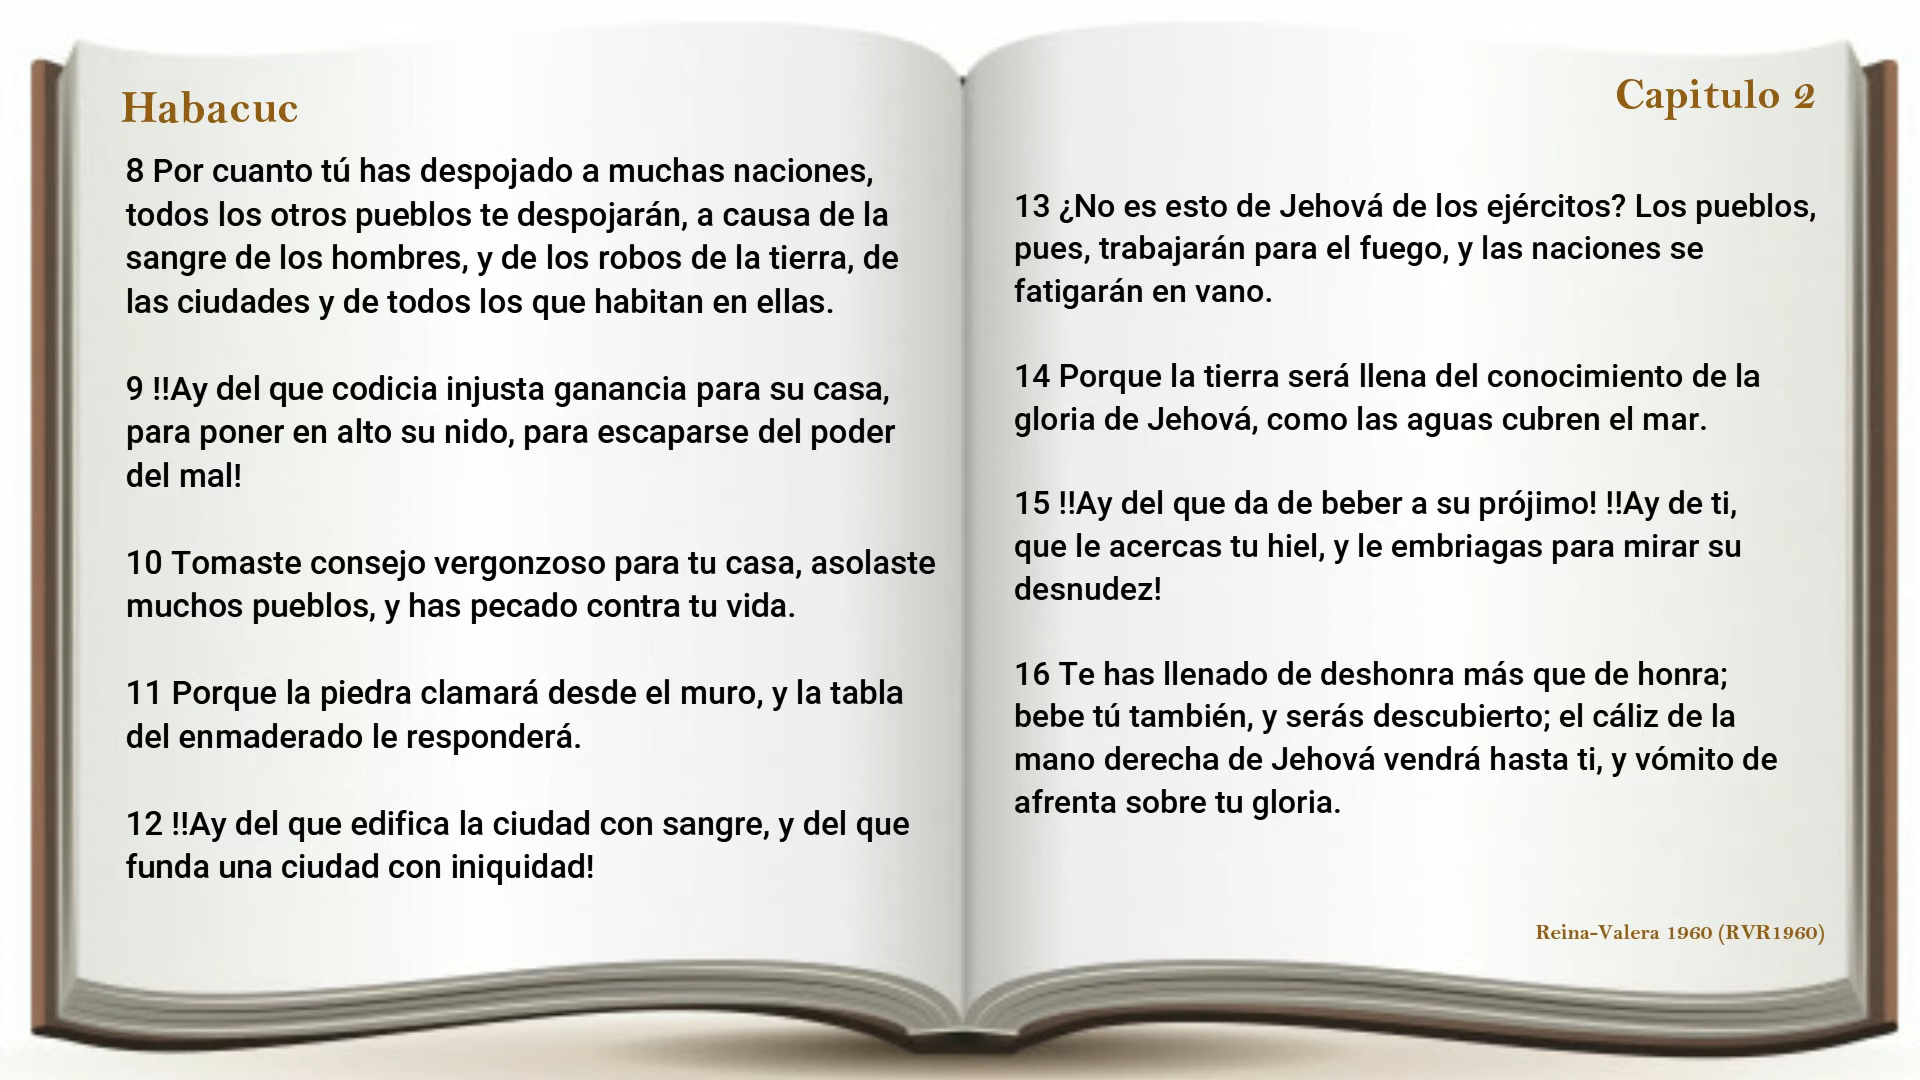 Habacuc
8 Por cuanto tú has despojado a muchas naciones,
todos los otros pueblos te despojarán, a causa de la
sangre de los hombres, y de los robos de la tierra, de
las ciudades y de todos los que habitan en ellas.
9 !!Ay del que codicia injusta ganancia para su casa,
para poner en alto su nido, para escaparse del poder
del mal!
10 Tomaste consejo vergonzoso para tu casa, asolaste
muchos pueblos, y has pecado contra tu vida.
11 Porque la piedra clamará desde el muro, y la tabla
del enmaderado le responderá.
12 !!Ay del que edifica la ciudad con sangre, y del que
funda una ciudad con iniquidad!
Capitulo 2
13 ¿No es esto de Jehová de los ejércitos? Los pueblos,
pues, trabajarán para el fuego, y las naciones se
fatigarán en vano.
14 Porque la tierra será llena del conocimiento de la
gloria de Jehová, como las aguas cubren el mar.
15 !!Ay del que da de beber a su prójimo! !!Ay de ti,
que le acercas tu hiel, y le embriagas para mirar su
desnudez!
16 Te has llenado de deshonra más que de honra;
bebe tú también, y serás descubierto; el cáliz de la
mano derecha de Jehová vendrá hasta ti, y vómito de
afrenta sobre tu gloria.
Reina-Valera 1960 (RVR1960)